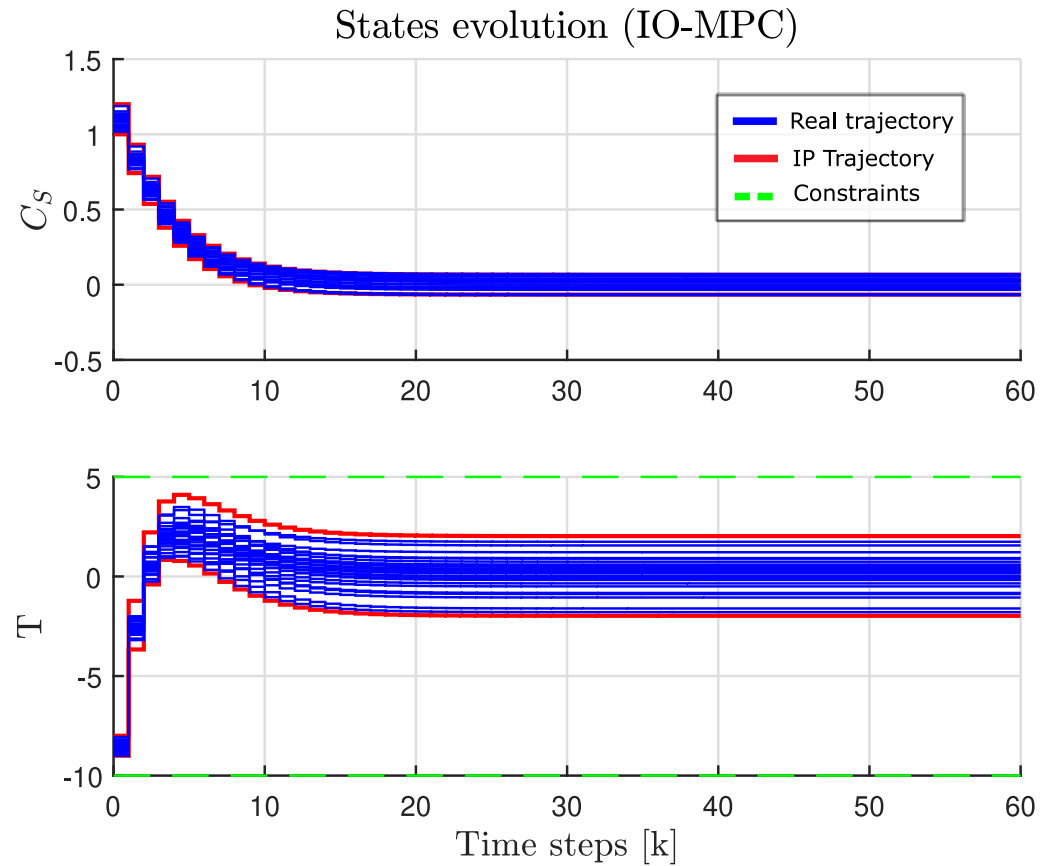 States evolution (IO-MPC)
1.5
1
0.5
0
-0.5
C_S
Real trajectory
IP Trajectory
Constraints
0 10 20 30 40 50 60
5
0
-5
-10
T
0 10 20 30 40 50 60
Time steps [k]